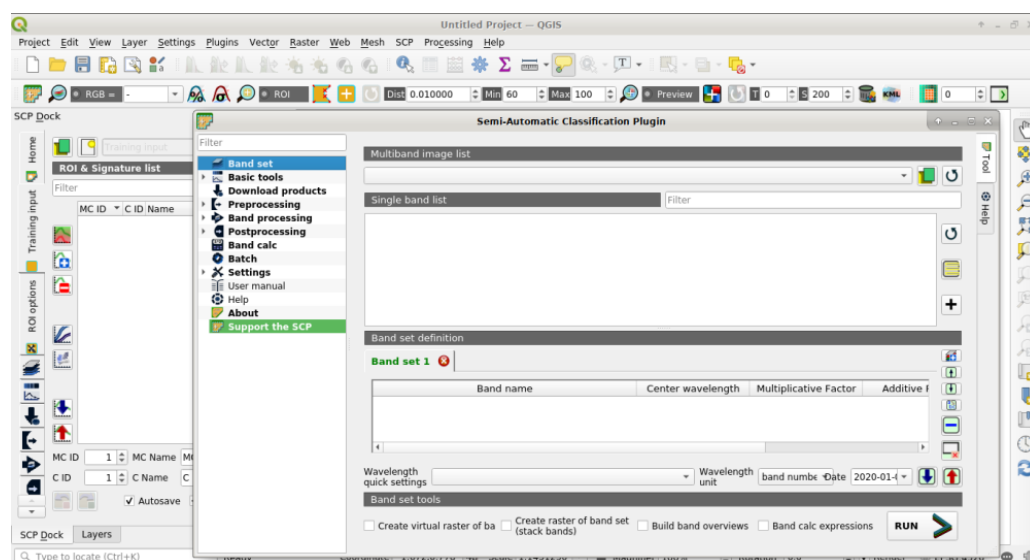 Untitled Project — QGIS
Project Edit View Layer Settings Plugins Vector Raster Web Mesh SCP Processing Help
RGB = - ROI Dist 0.010000 Min 60 Max 100 Preview T 0 S 200 KML 0
SCP Dock
Semi-Automatic Classification Plugin
Home
Training input
ROI options
Training input
ROI & Signature list
Filter
MC ID C ID Name
MC ID 1 MC Name
C ID 1 C Name C
Autosave
SCP Dock Layers
Type to locate (Ctrl+K)
Filter
Band set
Basic tools
Download products
Preprocessing
Band processing
Postprocessing
Band calc
Batch
Settings
User manual
Help
About
Support the SCP
Multiband image list
Single band list Filter
Band set definition
Band set 1
Band name Center wavelength Multiplicative Factor Additive F
Wavelength
quick settings
Wavelength
unit
band numbe Date 2020-01-
Band set tools
Create virtual raster of ba
Create raster of band set
(stack bands)
Build band overviews
Band calc expressions
RUN
Tool
Help